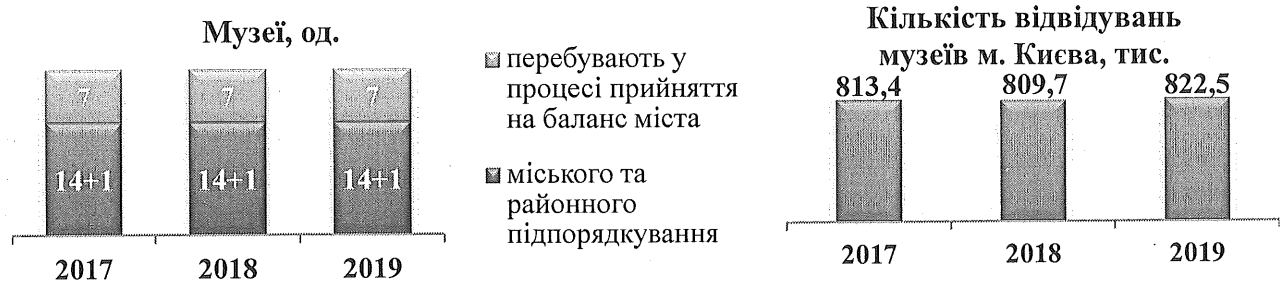 Музеї, од.
7
7
7
14+1
14+1
14+1
2017
2018
2019
перебувають у
процесі прийняття
на баланс міста
міського та
районного
підпорядкування
Кількість відвідувань
музеїв м. Києва, тис.
813,4
809,7
822,5
2017
2018
2019